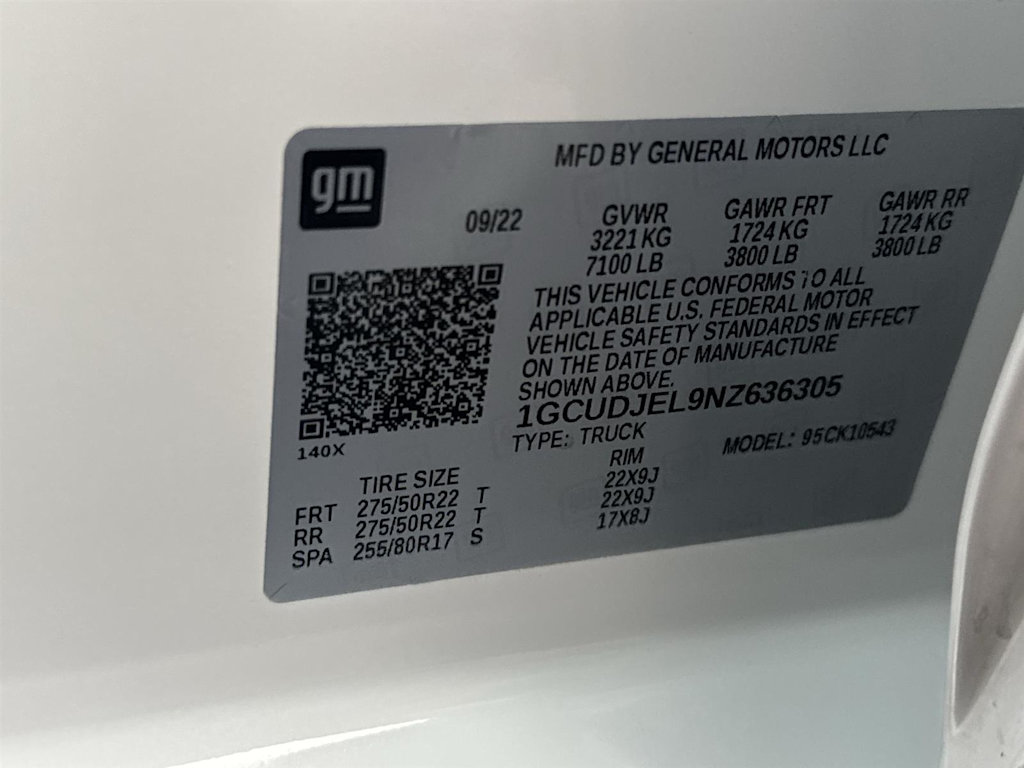 gm
MFD BY GENERAL MOTORS LLC
09/22
GVWR
3221 KG
7100 LB
GAWR FRT
1724 KG
3800 LB
GAWR RR
1724 KG
3800 LB
THIS VEHICLE CONFORMS TO ALL
APPLICABLE U.S. FEDERAL MOTOR
VEHICLE SAFETY STANDARDS IN EFFECT
ON THE DATE OF MANUFACTURE
SHOWN ABOVE.
1GCUDJEL9NZ636305
TYPE: TRUCK MODEL: 95CK10543
140X
TIRE SIZE RIM
FRT 275/50R22 T 22X9J
RR 275/50R22 T 22X9J
SPA 255/80R17 S 17X8J